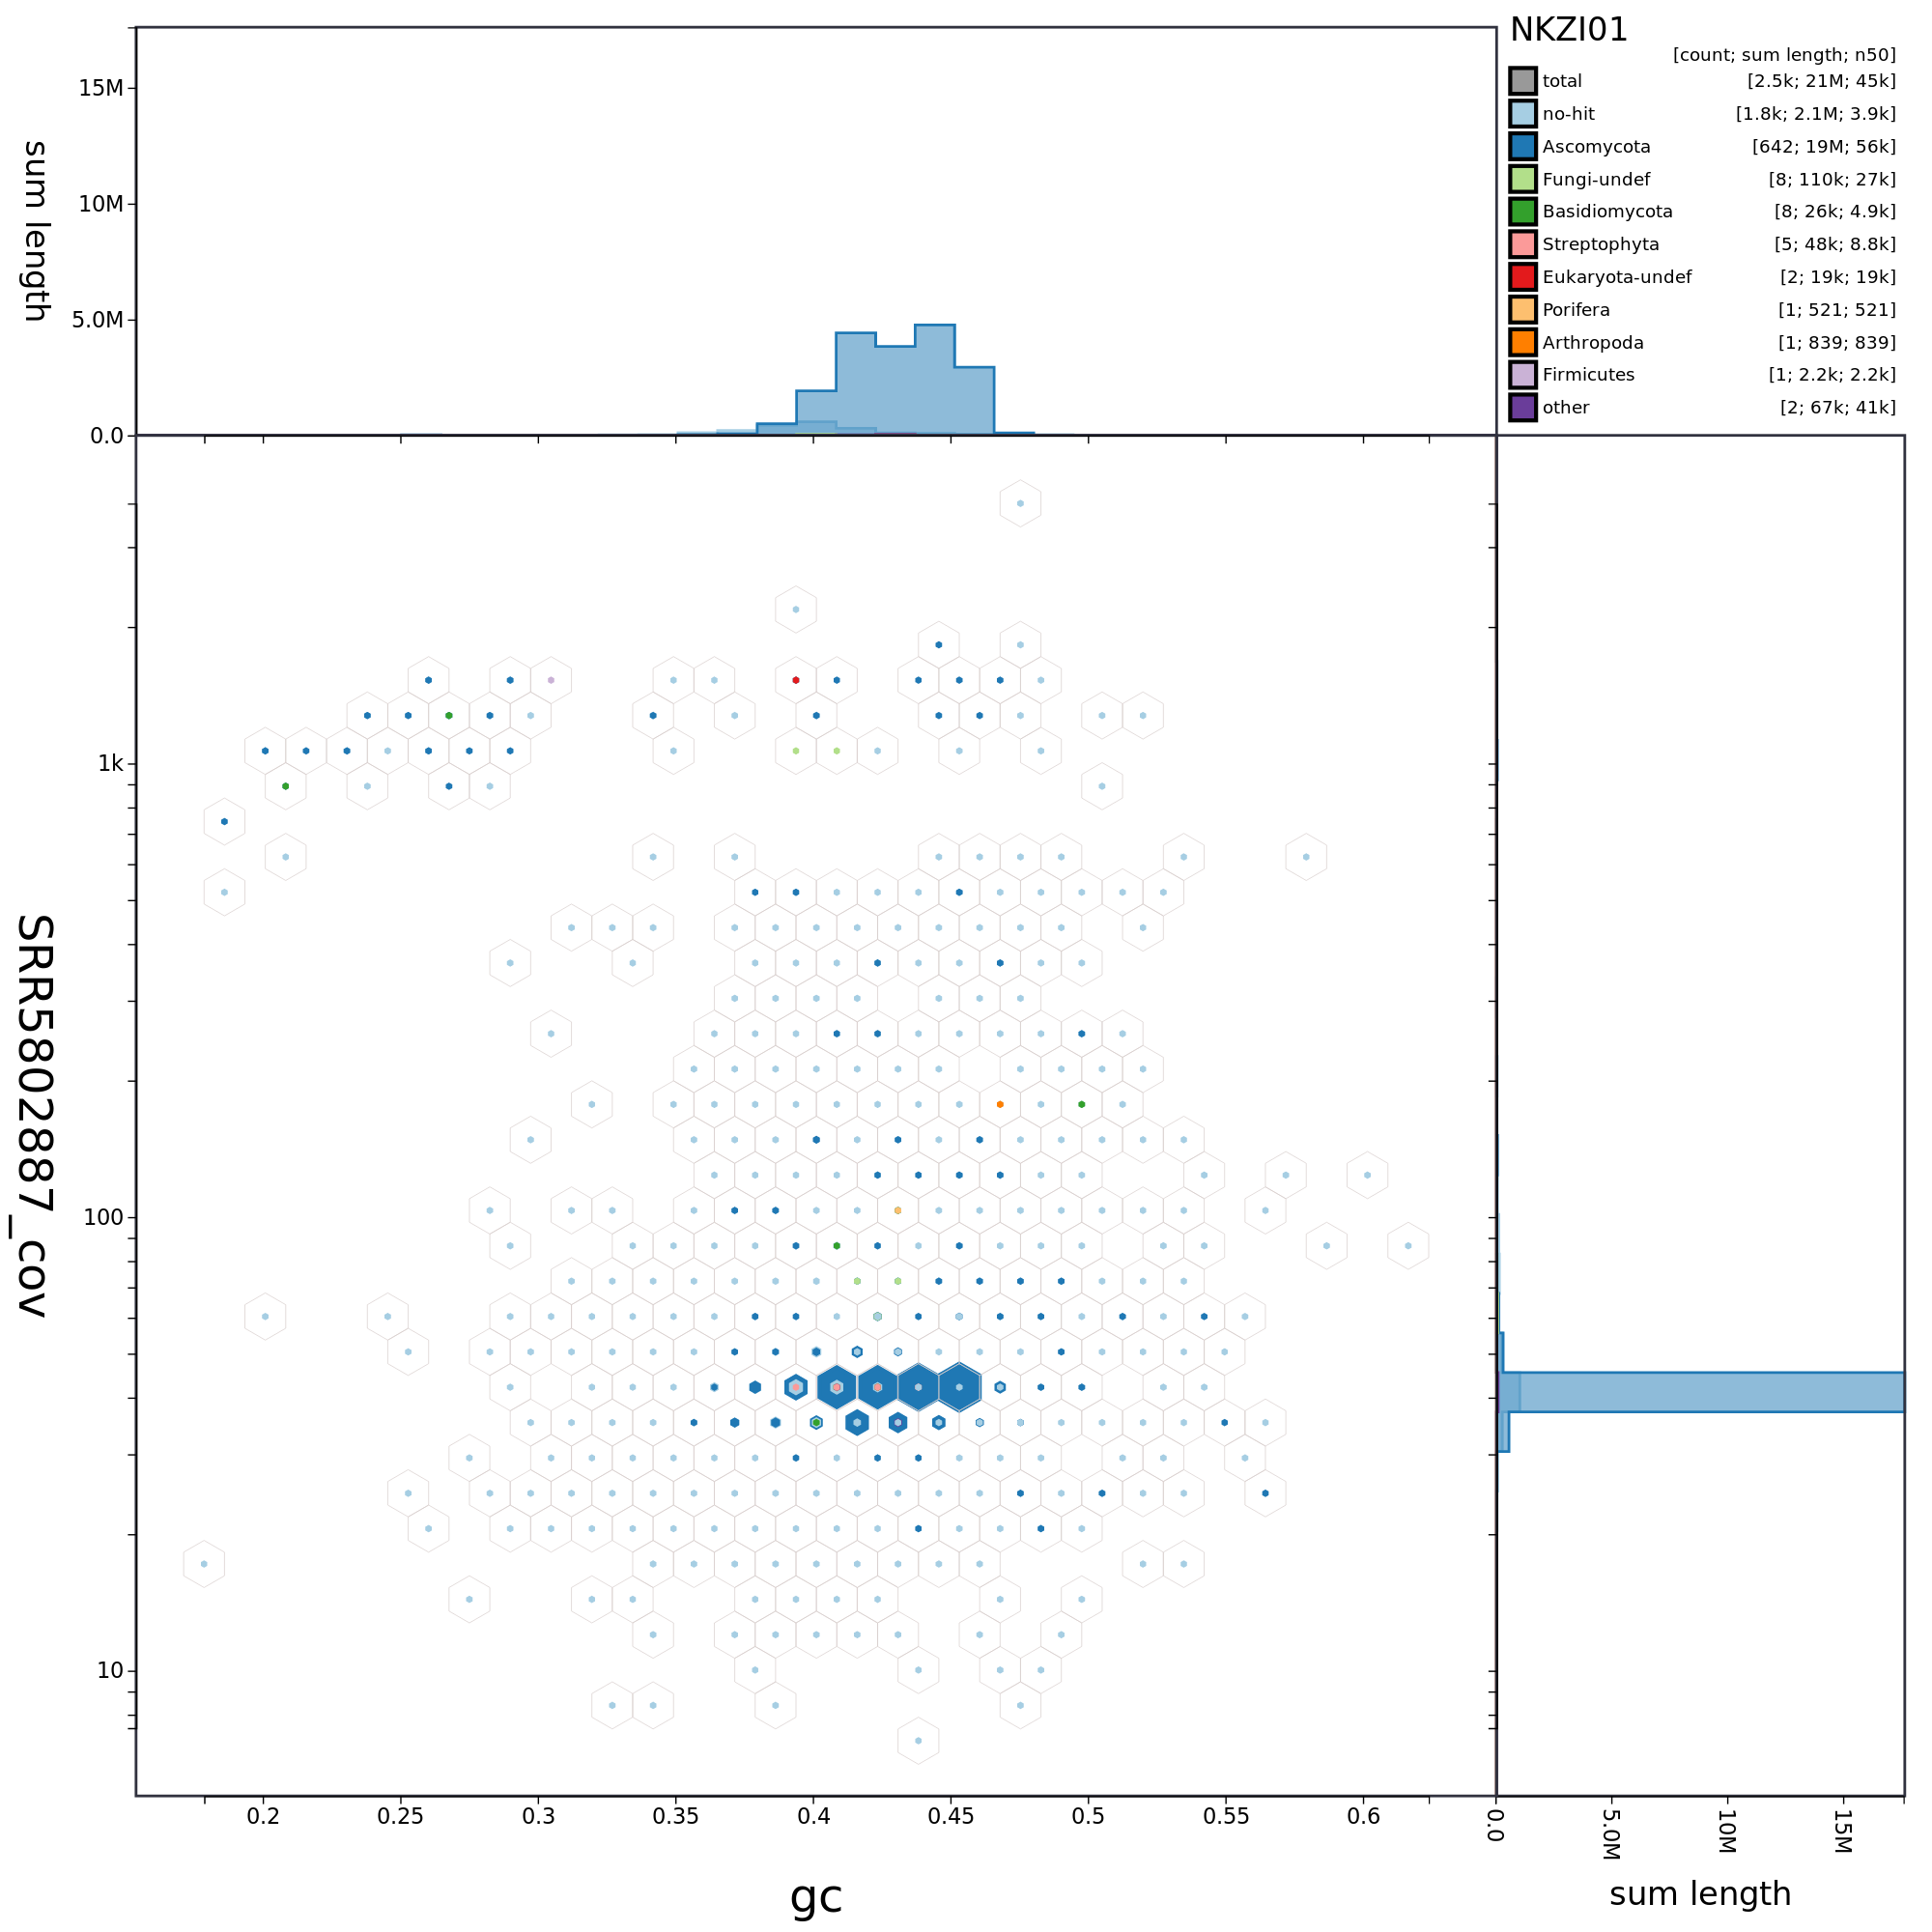 NKZI01
[count; sum length; n50]
total [2.5k; 21M; 45k]
no-hit [1.8k; 2.1M; 3.9k]
Ascomycota [642; 19M; 56k]
Fungi-undef [8; 110k; 27k]
Basidiomycota [8; 26k; 4.9k]
Streptophyta [5; 48k; 8.8k]
Eukaryota-undef [2; 19k; 19k]
Porifera [1; 521; 521]
Arthropoda [1; 839; 839]
Firmicutes [1; 2.2k; 2.2k]
other [2; 67k; 41k]
sum length
15M
10M
5.0M
0.0
SRR5802887_cov
1k
100
10
0.2 0.25 0.3 0.35 0.4 0.45 0.5 0.55 0.6
gc
0.0 5.0M 10M 15M
sum length